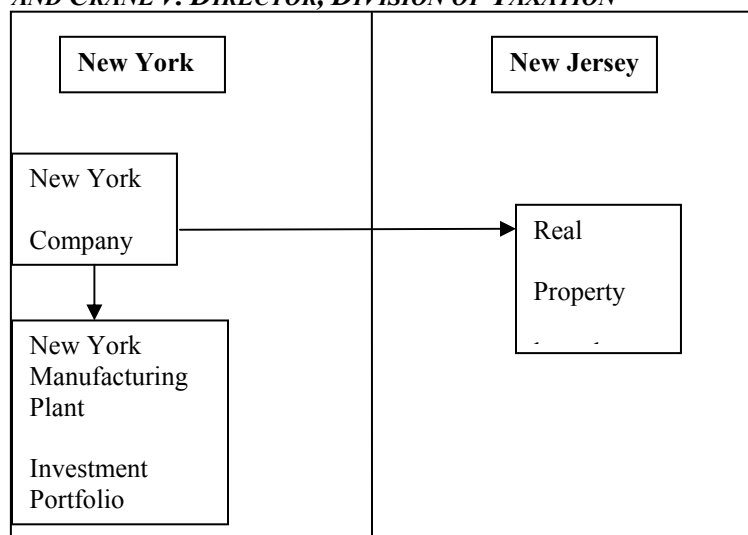 AND CRANE V. DIRECTOR, DIVISION OF TAXATION
New York
New Jersey
New York
Company
Real
Property
New York
Manufacturing
Plant
Investment
Portfolio